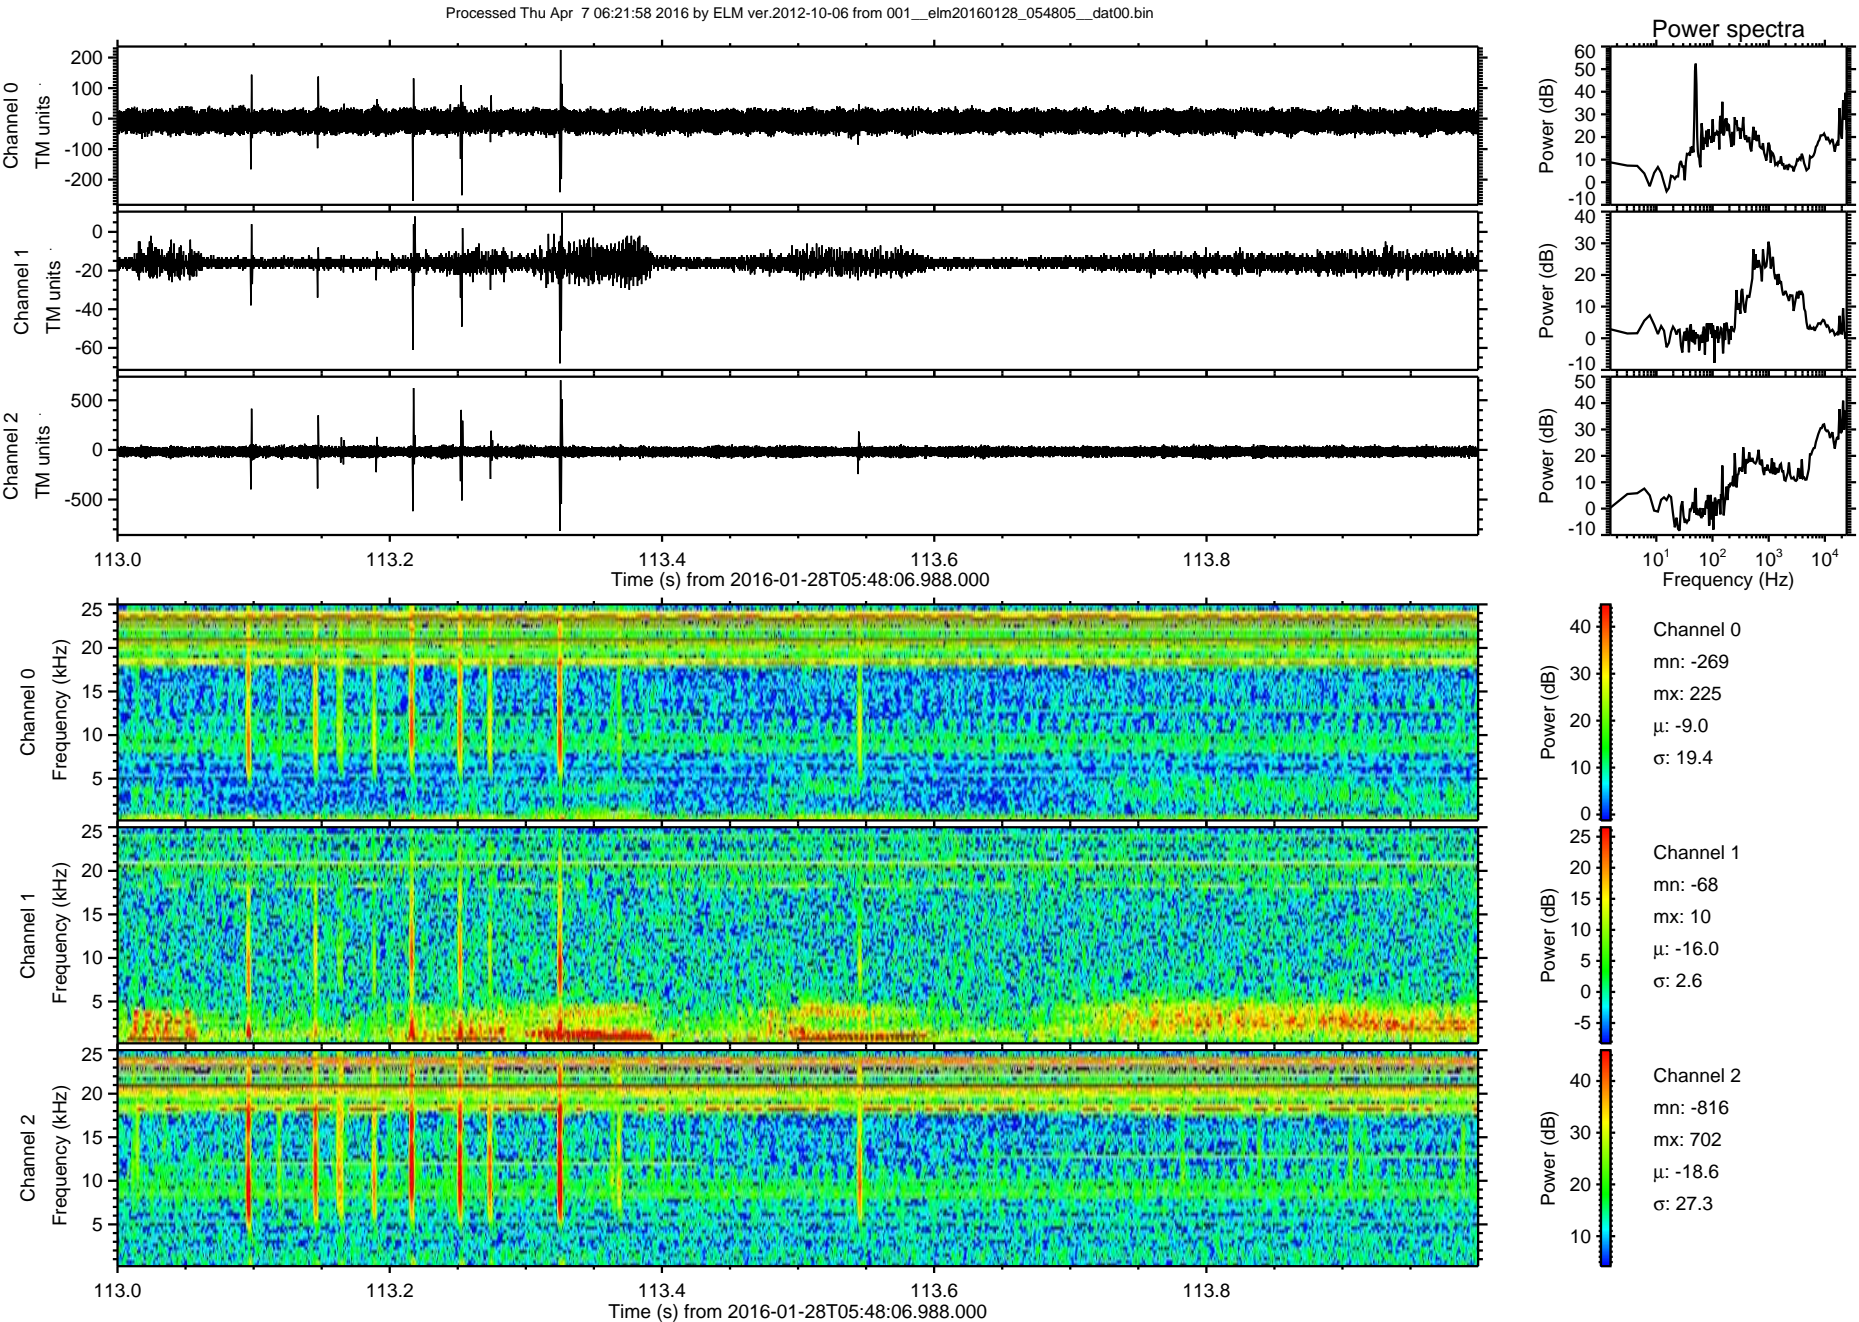 Processed Thu Apr 7 06:21:58 2016 by ELM ver.2012-10-06 from 001__elm20160128_054805__dat00.bin
Power spectra
Channel 0
TM units
200
100
0
-100
-200
Power (dB)
60
50
40
30
20
10
0
-10
Channel 1
TM units
0
-20
-40
-60
Power (dB)
40
30
20
10
0
-10
Channel 2
TM units
500
0
-500
Power (dB)
50
40
30
20
10
0
-10
113.0 113.2 113.4 113.6 113.8
Time (s) from 2016-01-28T05:48:06.988.000
10¹ 10² 10³ 10⁴
Frequency (Hz)
Channel 0
Frequency (kHz)
25
20
15
10
5
Power (dB)
40
30
20
10
0
Channel 0
mn: -269
mx: 225
μ: -9.0
σ: 19.4
Channel 1
Frequency (kHz)
25
20
15
10
5
Power (dB)
25
20
15
10
5
0
-5
Channel 1
mn: -68
mx: 10
μ: -16.0
σ: 2.6
Channel 2
Frequency (kHz)
25
20
15
10
5
Power (dB)
40
30
20
10
Channel 2
mn: -816
mx: 702
μ: -18.6
σ: 27.3
113.0 113.2 113.4 113.6 113.8
Time (s) from 2016-01-28T05:48:06.988.000